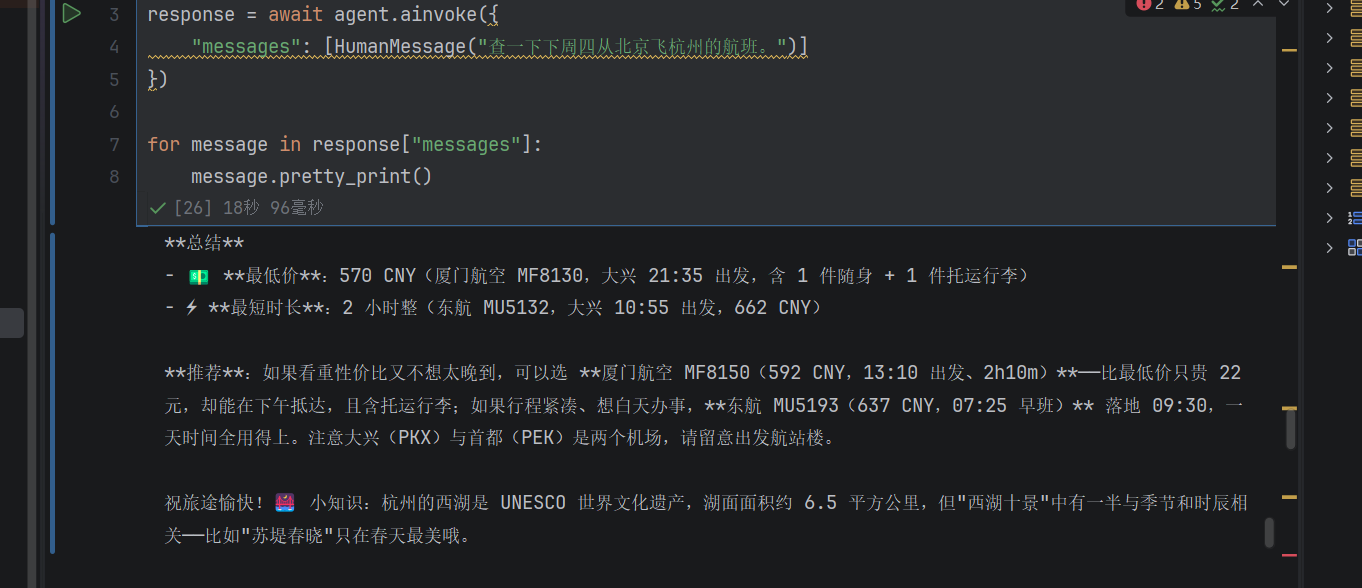 3 response = await agent.ainvoke({
4 "messages": [HumanMessage("查一下下周四从北京飞杭州的航班。")]
5 })
6
7 for message in response["messages"]:
8 message.pretty_print()
[26] 18秒 96毫秒
2 5 2
**总结**
- 💵 **最低价**: 570 CNY（厦门航空 MF8130，大兴 21:35 出发，含 1 件随身 + 1 件托运行李）
- ⚡ **最短时长**: 2 小时整（东航 MU5132，大兴 10:55 出发，662 CNY）
**推荐**: 如果看重性价比又不想太晚到，可以选 **厦门航空 MF8150（592 CNY，13:10 出发、2h10m）**——比最低价只贵 22
元，却能在下午抵达，且含托运行李；如果行程紧凑、想白天办事，**东航 MU5193（637 CNY，07:25 早班）** 落地 09:30，一
天时间全用得上。注意大兴（PKX）与首都（PEK）是两个机场，请留意出发航站楼。
祝旅途愉快！ 小知识：杭州的西湖是 UNESCO 世界文化遗产，湖面面积约 6.5 平方公里，但"西湖十景"中有一半与季节和时辰相
关——比如"苏堤春晓"只在春天最美哦。